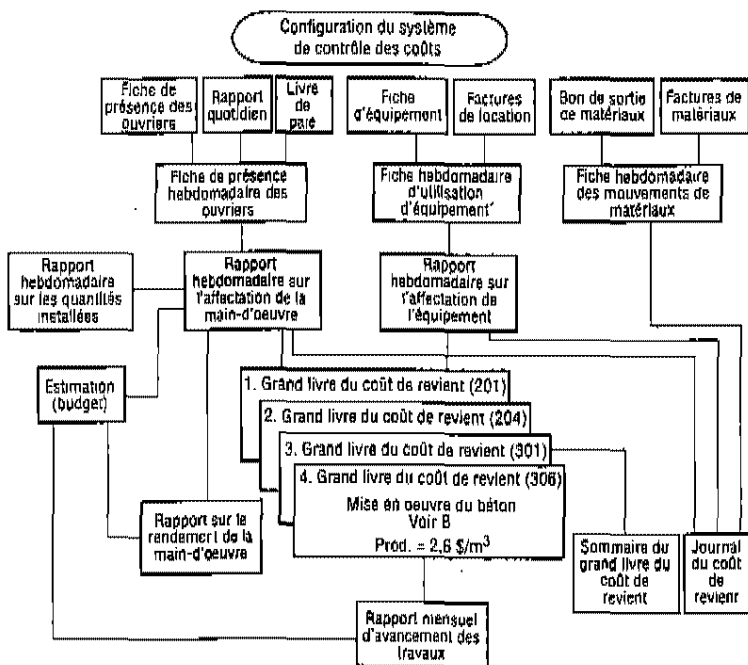 Configuration du système
de contrôle des coûts
Fiche de
présence des
ouvriers
Rapport
quotidien
Livre
de
paie
Fiche
d'équipement
Factures
de location
Bon de sortie
de matériaux
Factures de
matériaux
Fiche de présence
hebdomadaire des
ouvriers
Fiche hebdomadaire
d'utilisation
d'équipement
Fiche hebdomadaire
des mouvements de
matériaux
Rapport
hebdomadaire
sur les quantités
installées
Rapport
hebdomadaire sur
l'affectation de la
main-d'oeuvre
Rapport
hebdomadaire sur
l'affectation de
l'équipement
Estimation
(budget)
1. Grand livre du coût de revient (201)
2. Grand livre du coût de revient (204)
3. Grand livre du coût de revient (301)
4. Grand livre du coût de revient (306)
Mise en oeuvre du béton
Voir B
Prod. = 2,6 $/m³
Rapport sur le
rendement de la
main-d'oeuvre
Sommaire du
grand livre du
coût de
revient
Journal
du coût
de
revient
Rapport mensuel
d'avancement des
travaux